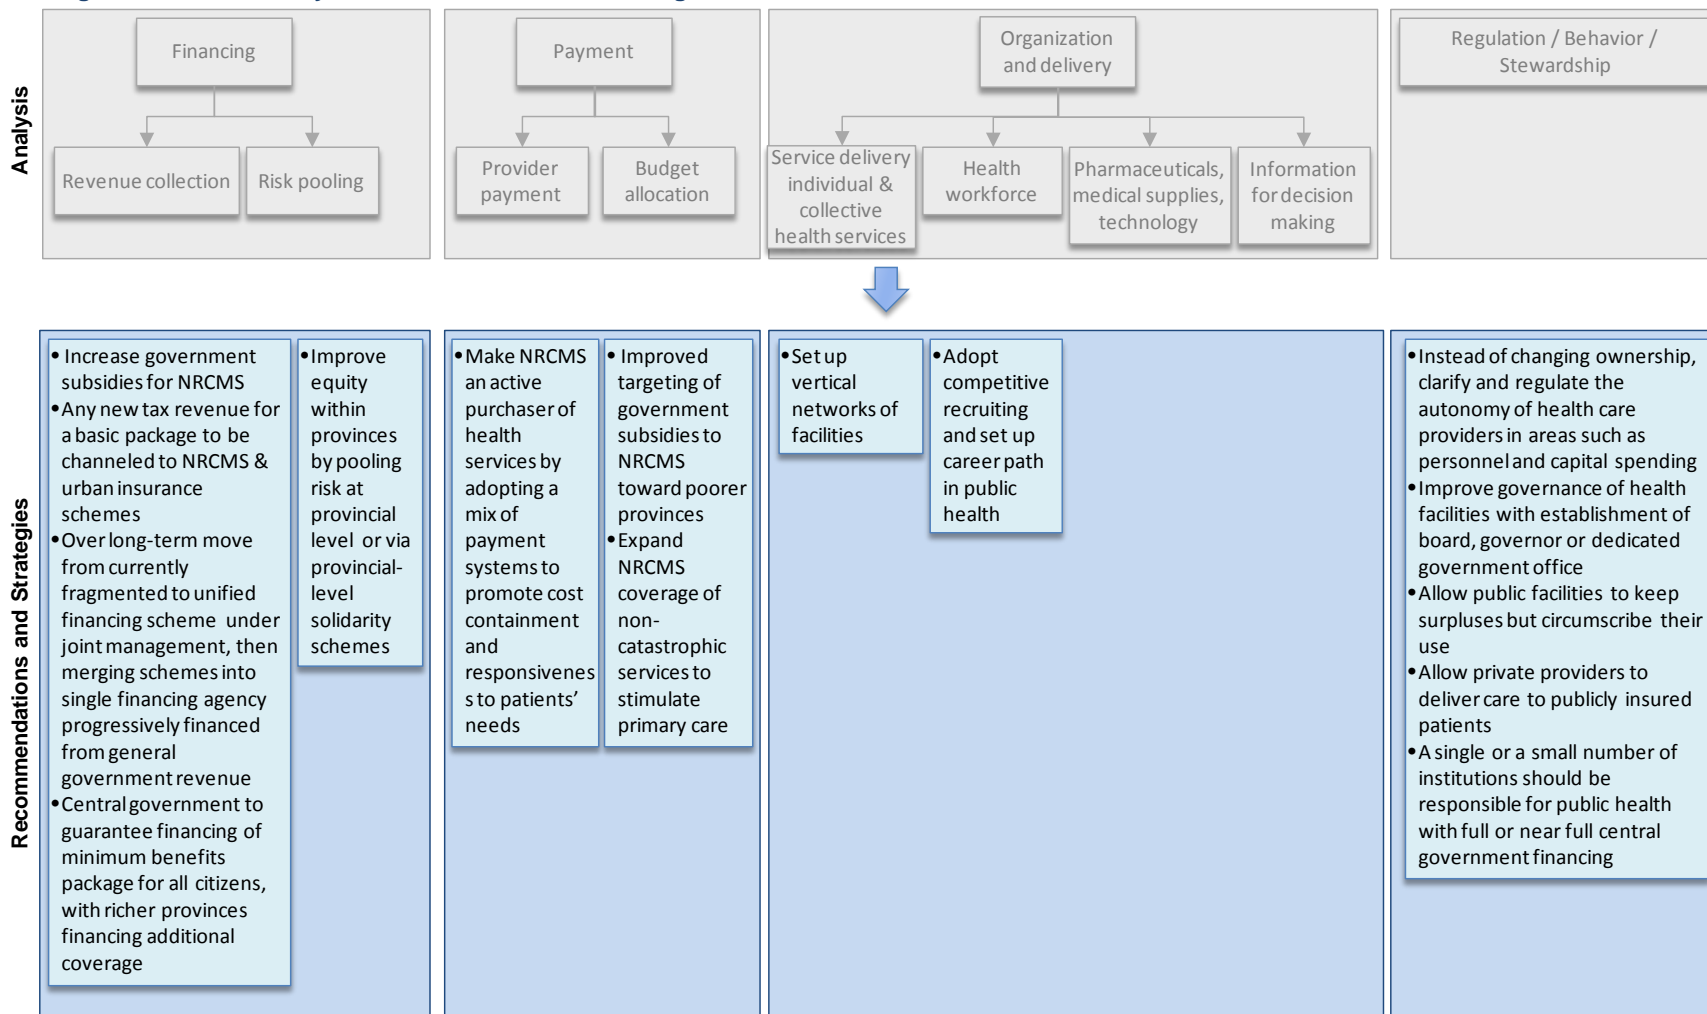 Analysis
Financing
Revenue collection
Risk pooling
Payment
Provider
payment
Budget
allocation
Organization
and delivery
Service delivery
individual &
collective
health services
Health
workforce
Pharmaceuticals,
medical supplies,
technology
Information
for decision
making
Regulation / Behavior /
Stewardship
Recommendations and Strategies
• Increase government
subsidies for NRCMS
• Any new tax revenue for
a basic package to be
channeled to NRCMS &
urban insurance
schemes
• Over long-term move
from currently
fragmented to unified
financing scheme under
joint management, then
merging schemes into
single financing agency
progressively financed
from general
government revenue
• Central government to
guarantee financing of
minimum benefits
package for all citizens,
with richer provinces
financing additional
coverage
• Improve
equity
within
provinces
by pooling
risk at
provincial
level or via
provincial-
level
solidarity
schemes
• Make NRCMS
an active
purchaser of
health
services by
adopting a
mix of
payment
systems to
promote cost
containment
and
responsivenes
s to patients’
needs
• Improved
targeting of
government
subsidies to
NRCMS
toward poorer
provinces
• Expand
NRCMS
coverage of
non-
catastrophic
services to
stimulate
primary care
• Set up
vertical
networks of
facilities
• Adopt
competitive
recruiting
and set up
career path
in public
health
• Instead of changing ownership,
clarify and regulate the
autonomy of health care
providers in areas such as
personnel and capital spending
• Improve governance of health
facilities with establishment of
board, governor or dedicated
government office
• Allow public facilities to keep
surpluses but circumscribe their
use
• Allow private providers to
deliver care to publicly insured
patients
• A single or a small number of
institutions should be
responsible for public health
with full or near full central
government financing